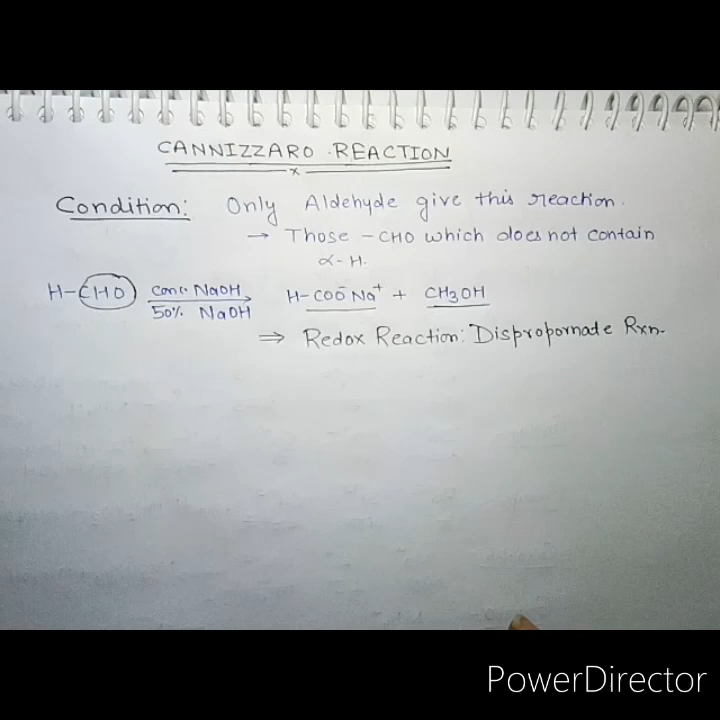 CANNIZZARO REACTION
x
Condition: Only Aldehyde give this reaction.
→ Those -CHO which does not contain
α-H.
H-CHO conc. NaOH H-COO⁻Na⁺ + CH3OH
50% NaOH
⇒ Redox Reaction: Dispropornate Rxn.
PowerDirector